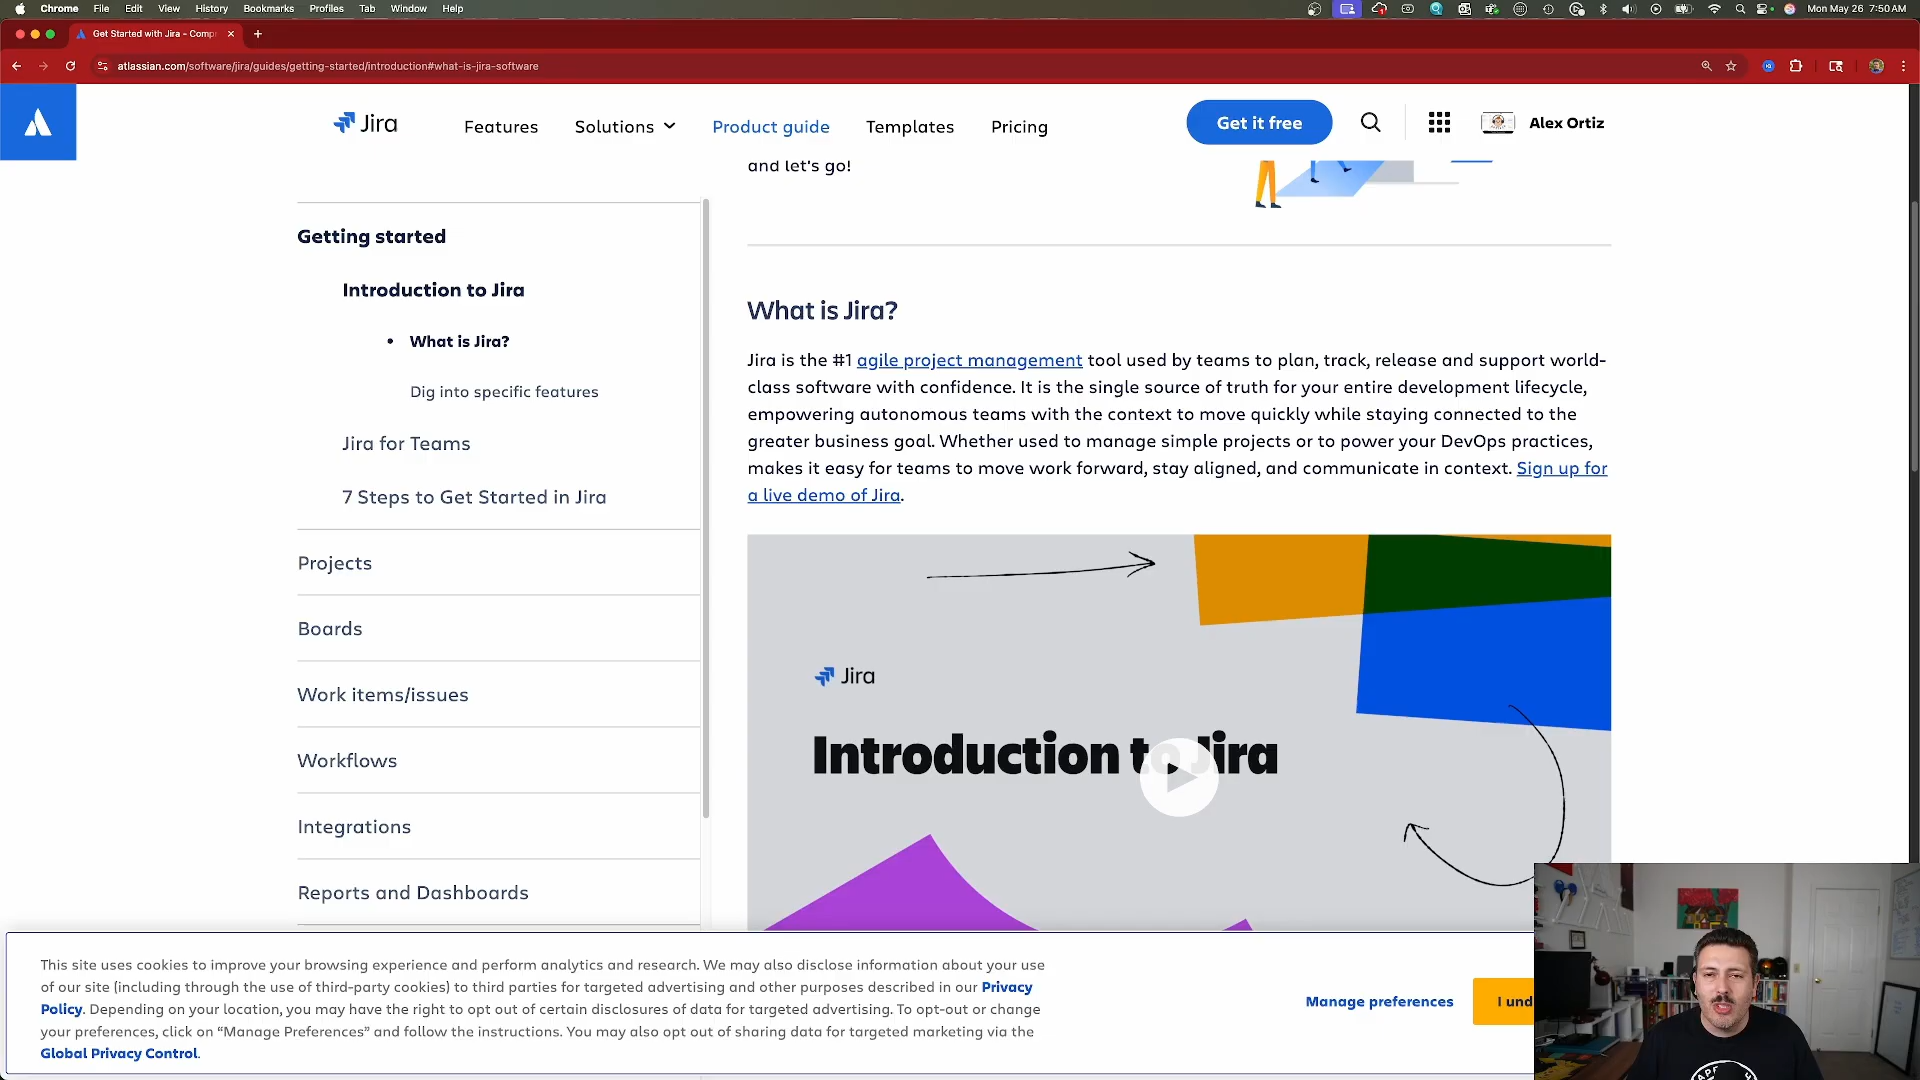 Chrome File Edit View History Bookmarks Profiles Tab Window Help
Mon May 26 7:50 AM
Get Started with Jira - Comp
atlassian.com/software/jira/guides/getting-started/introduction#what-is-jira-software
Jira
Features
Solutions
Product guide
Templates
Pricing
Get it free
Alex Ortiz
and let's go!
Getting started
Introduction to Jira
• What is Jira?
Dig into specific features
Jira for Teams
7 Steps to Get Started in Jira
Projects
Boards
Work items/issues
Workflows
Integrations
Reports and Dashboards
What is Jira?
Jira is the #1 agile project management tool used by teams to plan, track, release and support world-
class software with confidence. It is the single source of truth for your entire development lifecycle,
empowering autonomous teams with the context to move quickly while staying connected to the
greater business goal. Whether used to manage simple projects or to power your DevOps practices,
makes it easy for teams to move work forward, stay aligned, and communicate in context. Sign up for
a live demo of Jira.
Jira
Introduction to Jira
This site uses cookies to improve your browsing experience and perform analytics and research. We may also disclose information about your use
of our site (including through the use of third-party cookies) to third parties for targeted advertising and other purposes described in our Privacy
Policy. Depending on your location, you may have the right to opt out of certain disclosures of data for targeted advertising. To opt-out or change
your preferences, click on “Manage Preferences” and follow the instructions. You may also opt out of sharing data for targeted marketing via the
Global Privacy Control.
Manage preferences
I und